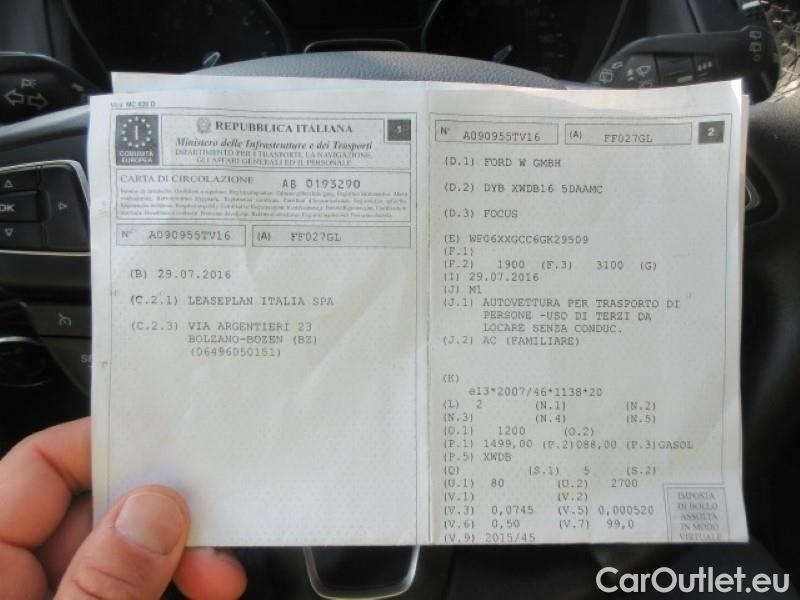 Mod. MC 820 D
I
COMUNITÀ
EUROPEA
REPUBBLICA ITALIANA
Ministero delle Infrastrutture e dei Trasporti
DIPARTIMENTO PER I TRASPORTI, LA NAVIGAZIONE,
GLI AFFARI GENERALI ED IL PERSONALE
1
CARTA DI CIRCOLAZIONE AB 0193290
N° A090955TV16 (A) FF027GL
(B) 29.07.2016
(C.2.1) LEASEPLAN ITALIA SPA
(C.2.3) VIA ARGENTIERI 23
BOLZANO-BOZEN (BZ)
(06496050151)
N° A090955TV16 (A) FF027GL 2
(D.1) FORD W GMBH
(D.2) DYB XWDB16 5DAAMC
(D.3) FOCUS
(E) WF06XXGCC6GK29509
(F.1)
(F.2) 1900 (F.3) 3100 (G)
(I) 29.07.2016
(J) M1
(J.1) AUTOVETTURA PER TRASPORTO DI
PERSONE -USO DI TERZI DA
LOCARE SENZA CONDUC.
(J.2) AC (FAMILIARE)
(K)
e13*2007/46*1138*20
(L) 2 (N.1) (N.2)
(N.3) (N.4) (N.5)
(O.1) 1200 (O.2)
(P.1) 1499,00 (P.2)088,00 (P.3)GASOL
(P.5) XWDB
(Q) (S.1) 5 (S.2)
(U.1) 80 (U.2) 2700
(V.1) (V.2)
(V.3) 0,0745 (V.5) 0,000520
(V.6) 0,50 (V.7) 99,0
(V.9) 2015/45
IMPOSTA
DI BOLLO
ASSOLTA
IN MODO
VIRTUALE
OK
CarOutlet.eu